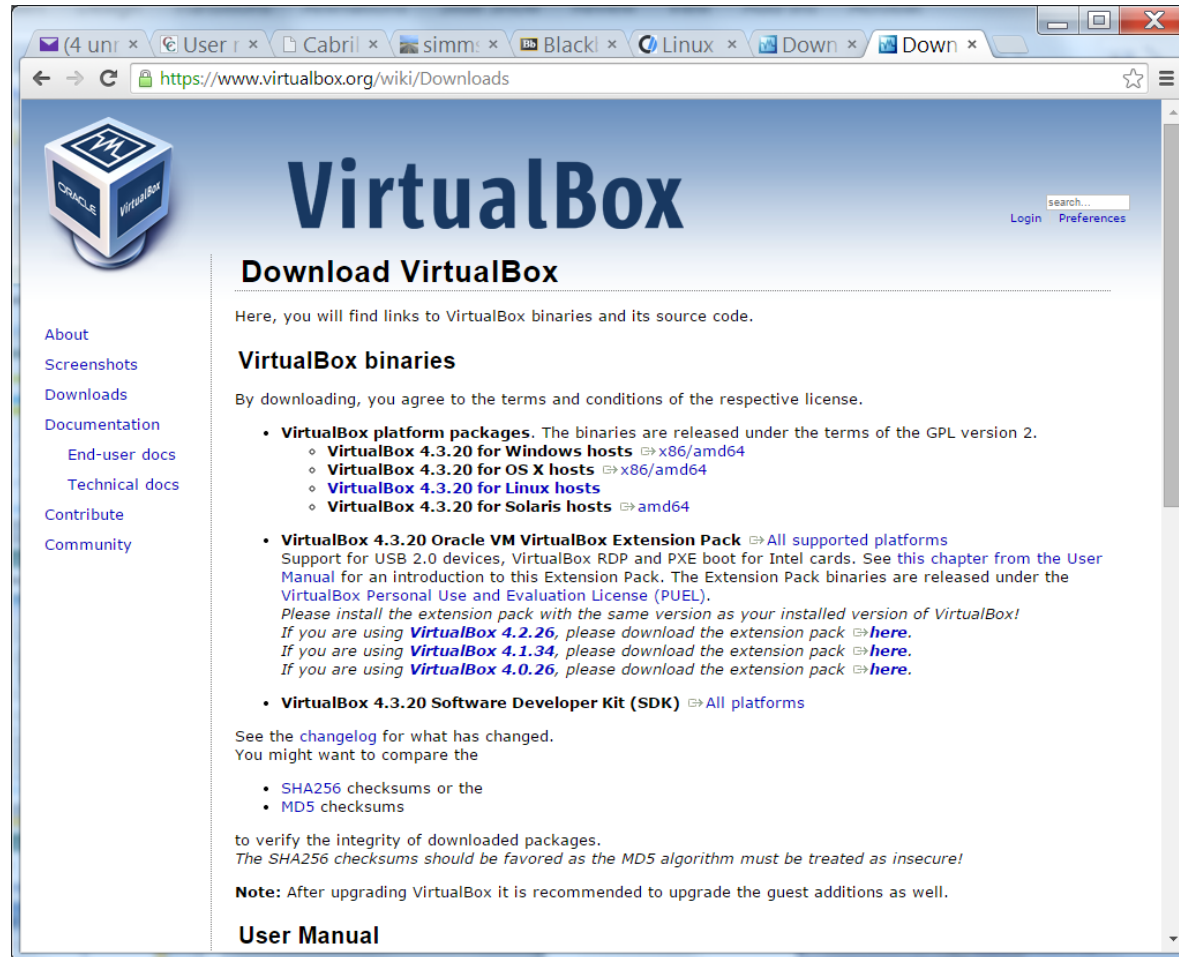 (4 unr
User r
Cabril
simms
Blackl
Linux
Down
Down
https://www.virtualbox.org/wiki/Downloads
ORACLE
VirtualBox
VirtualBox
search...
Login Preferences
About
Screenshots
Downloads
Documentation
End-user docs
Technical docs
Contribute
Community
Download VirtualBox
Here, you will find links to VirtualBox binaries and its source code.
VirtualBox binaries
By downloading, you agree to the terms and conditions of the respective license.
• VirtualBox platform packages. The binaries are released under the terms of the GPL version 2.
◦ VirtualBox 4.3.20 for Windows hosts x86/amd64
◦ VirtualBox 4.3.20 for OS X hosts x86/amd64
◦ VirtualBox 4.3.20 for Linux hosts
◦ VirtualBox 4.3.20 for Solaris hosts amd64
• VirtualBox 4.3.20 Oracle VM VirtualBox Extension Pack All supported platforms
Support for USB 2.0 devices, VirtualBox RDP and PXE boot for Intel cards. See this chapter from the User
Manual for an introduction to this Extension Pack. The Extension Pack binaries are released under the
VirtualBox Personal Use and Evaluation License (PUEL).
Please install the extension pack with the same version as your installed version of VirtualBox!
If you are using VirtualBox 4.2.26, please download the extension pack here.
If you are using VirtualBox 4.1.34, please download the extension pack here.
If you are using VirtualBox 4.0.26, please download the extension pack here.
• VirtualBox 4.3.20 Software Developer Kit (SDK) All platforms
See the changelog for what has changed.
You might want to compare the
• SHA256 checksums or the
• MD5 checksums
to verify the integrity of downloaded packages.
The SHA256 checksums should be favored as the MD5 algorithm must be treated as insecure!
Note: After upgrading VirtualBox it is recommended to upgrade the guest additions as well.
User Manual